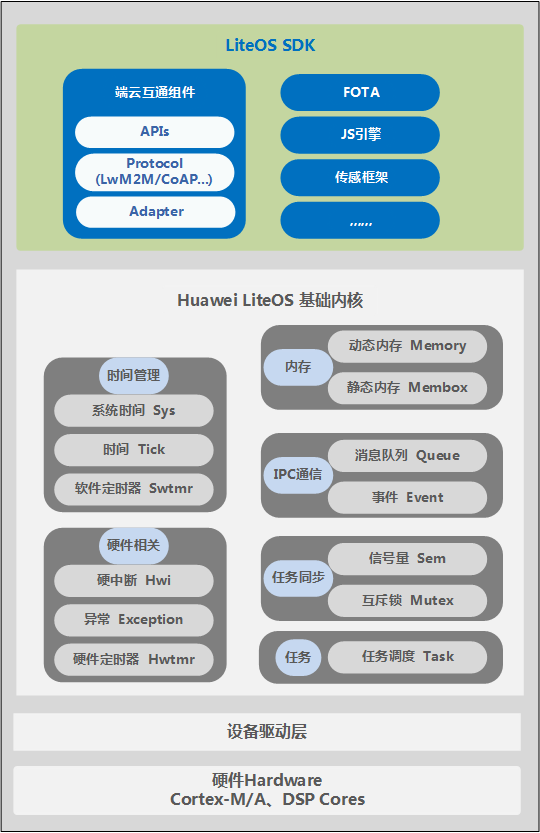 LiteOS SDK
端云互通组件
APIs
Protocol
(LwM2M/CoAP...)
Adapter
FOTA
JS引擎
传感框架
……
Huawei LiteOS 基础内核
时间管理
系统时间 Sys
时间 Tick
软件定时器 Swtmr
硬件相关
硬中断 Hwi
异常 Exception
硬件定时器 Hwtmr
内存
动态内存 Memory
静态内存 Membox
IPC通信
消息队列 Queue
事件 Event
任务同步
信号量 Sem
互斥锁 Mutex
任务
任务调度 Task
设备驱动层
硬件Hardware
Cortex-M/A、DSP Cores